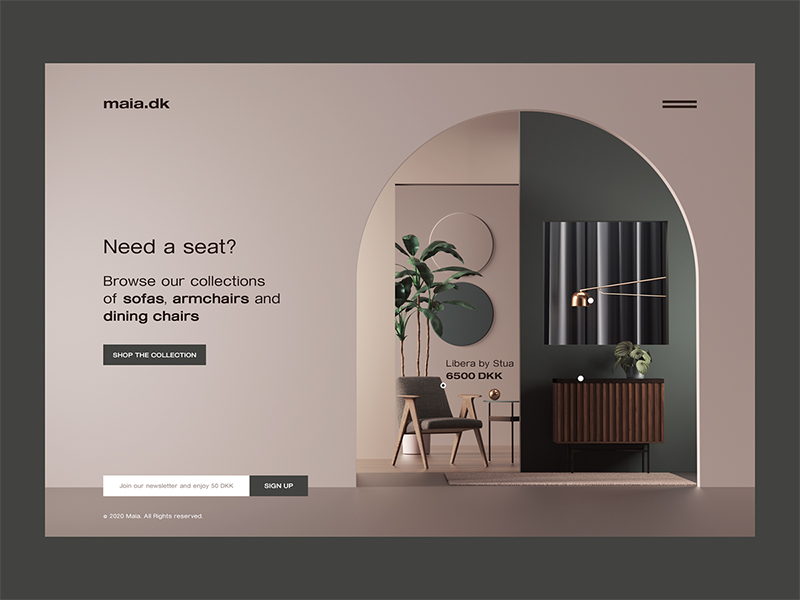 maia.dk
Need a seat?
Browse our collections
of sofas, armchairs and
dining chairs
SHOP THE COLLECTION
Libera by Stua
6500 DKK
Join our newsletter and enjoy 50 DKK
SIGN UP
© 2020 Maia. All Rights reserved.